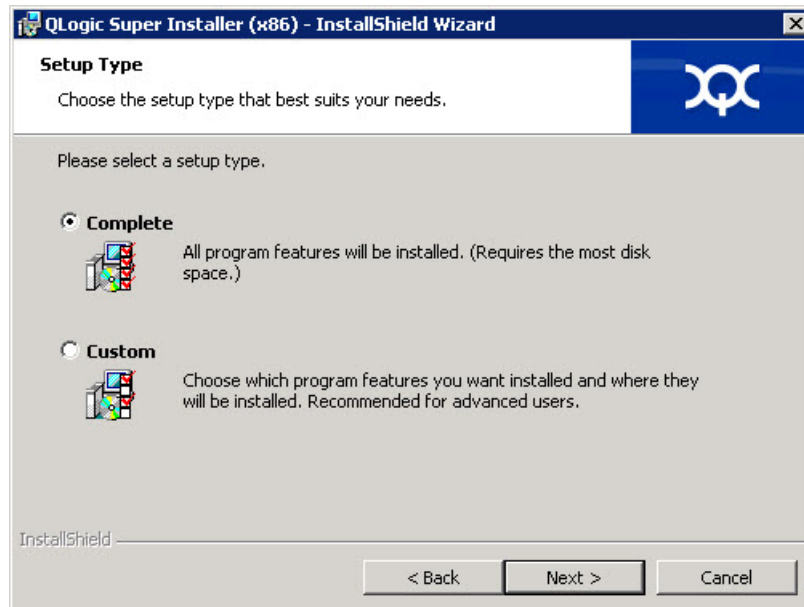 QLogic Super Installer (x86) - InstallShield Wizard
Setup Type
Choose the setup type that best suits your needs.
Please select a setup type.
Complete
All program features will be installed. (Requires the most disk
space.)
Custom
Choose which program features you want installed and where they
will be installed. Recommended for advanced users.
InstallShield
< Back
Next >
Cancel